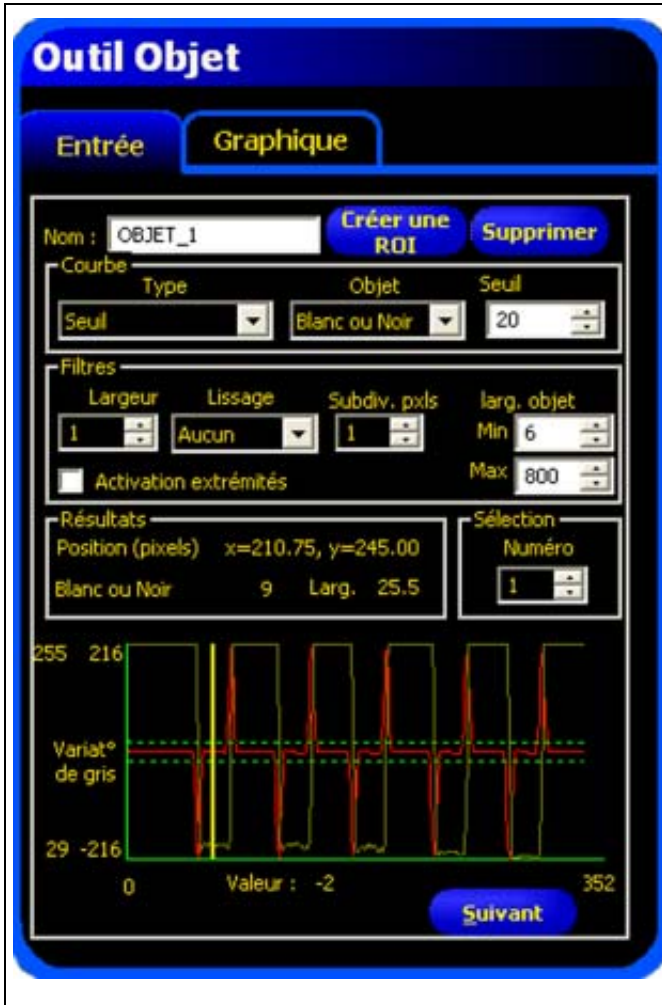 Outil Objet
Entrée
Graphique
Nom : OBJET_1 Créer une ROI Supprimer
Courbe
Type Objet Seuil
Seuil Blanc ou Noir 20
Filtres
Largeur Lissage Subdiv. pxls larg. objet
1 Aucun 1 Min 6
Activation extrémités Max 800
Résultats Sélection
Position (pixels) x=210.75, y=245.00 Numéro
Blanc ou Noir 9 Larg. 25.5 1
255 216
Variat°
de gris
29 -216
0 Valeur : -2 352
Suivant